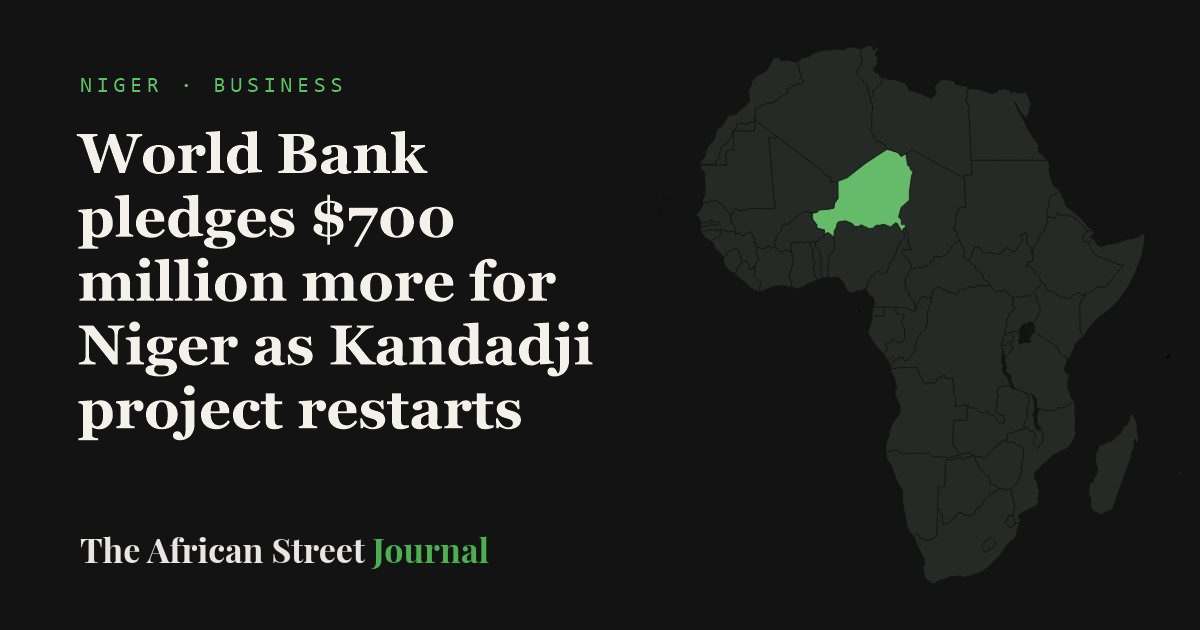 NIGER · BUSINESS
World Bank
pledges $700
million more for
Niger as Kandadji
project restarts
The African Street Journal